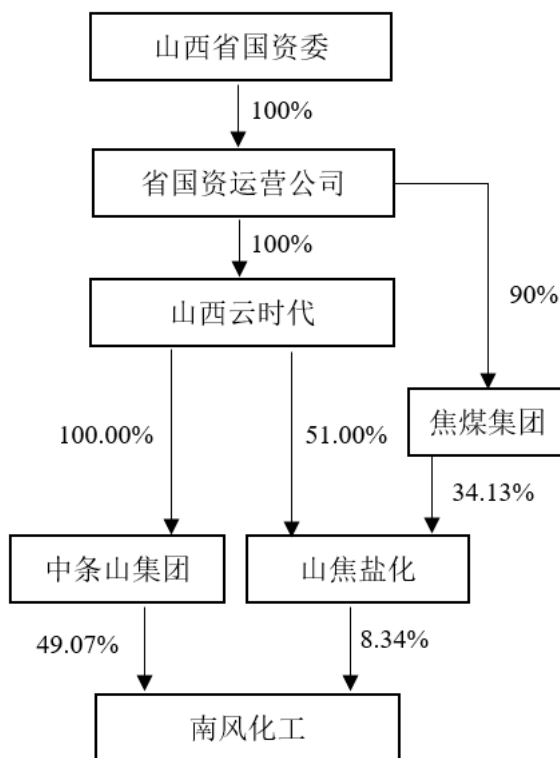 山西省国资委
100%
省国资运营公司
100%
山西云时代
90%
焦煤集团
100.00%
51.00%
34.13%
中条山集团
山焦盐化
49.07%
8.34%
南风化工